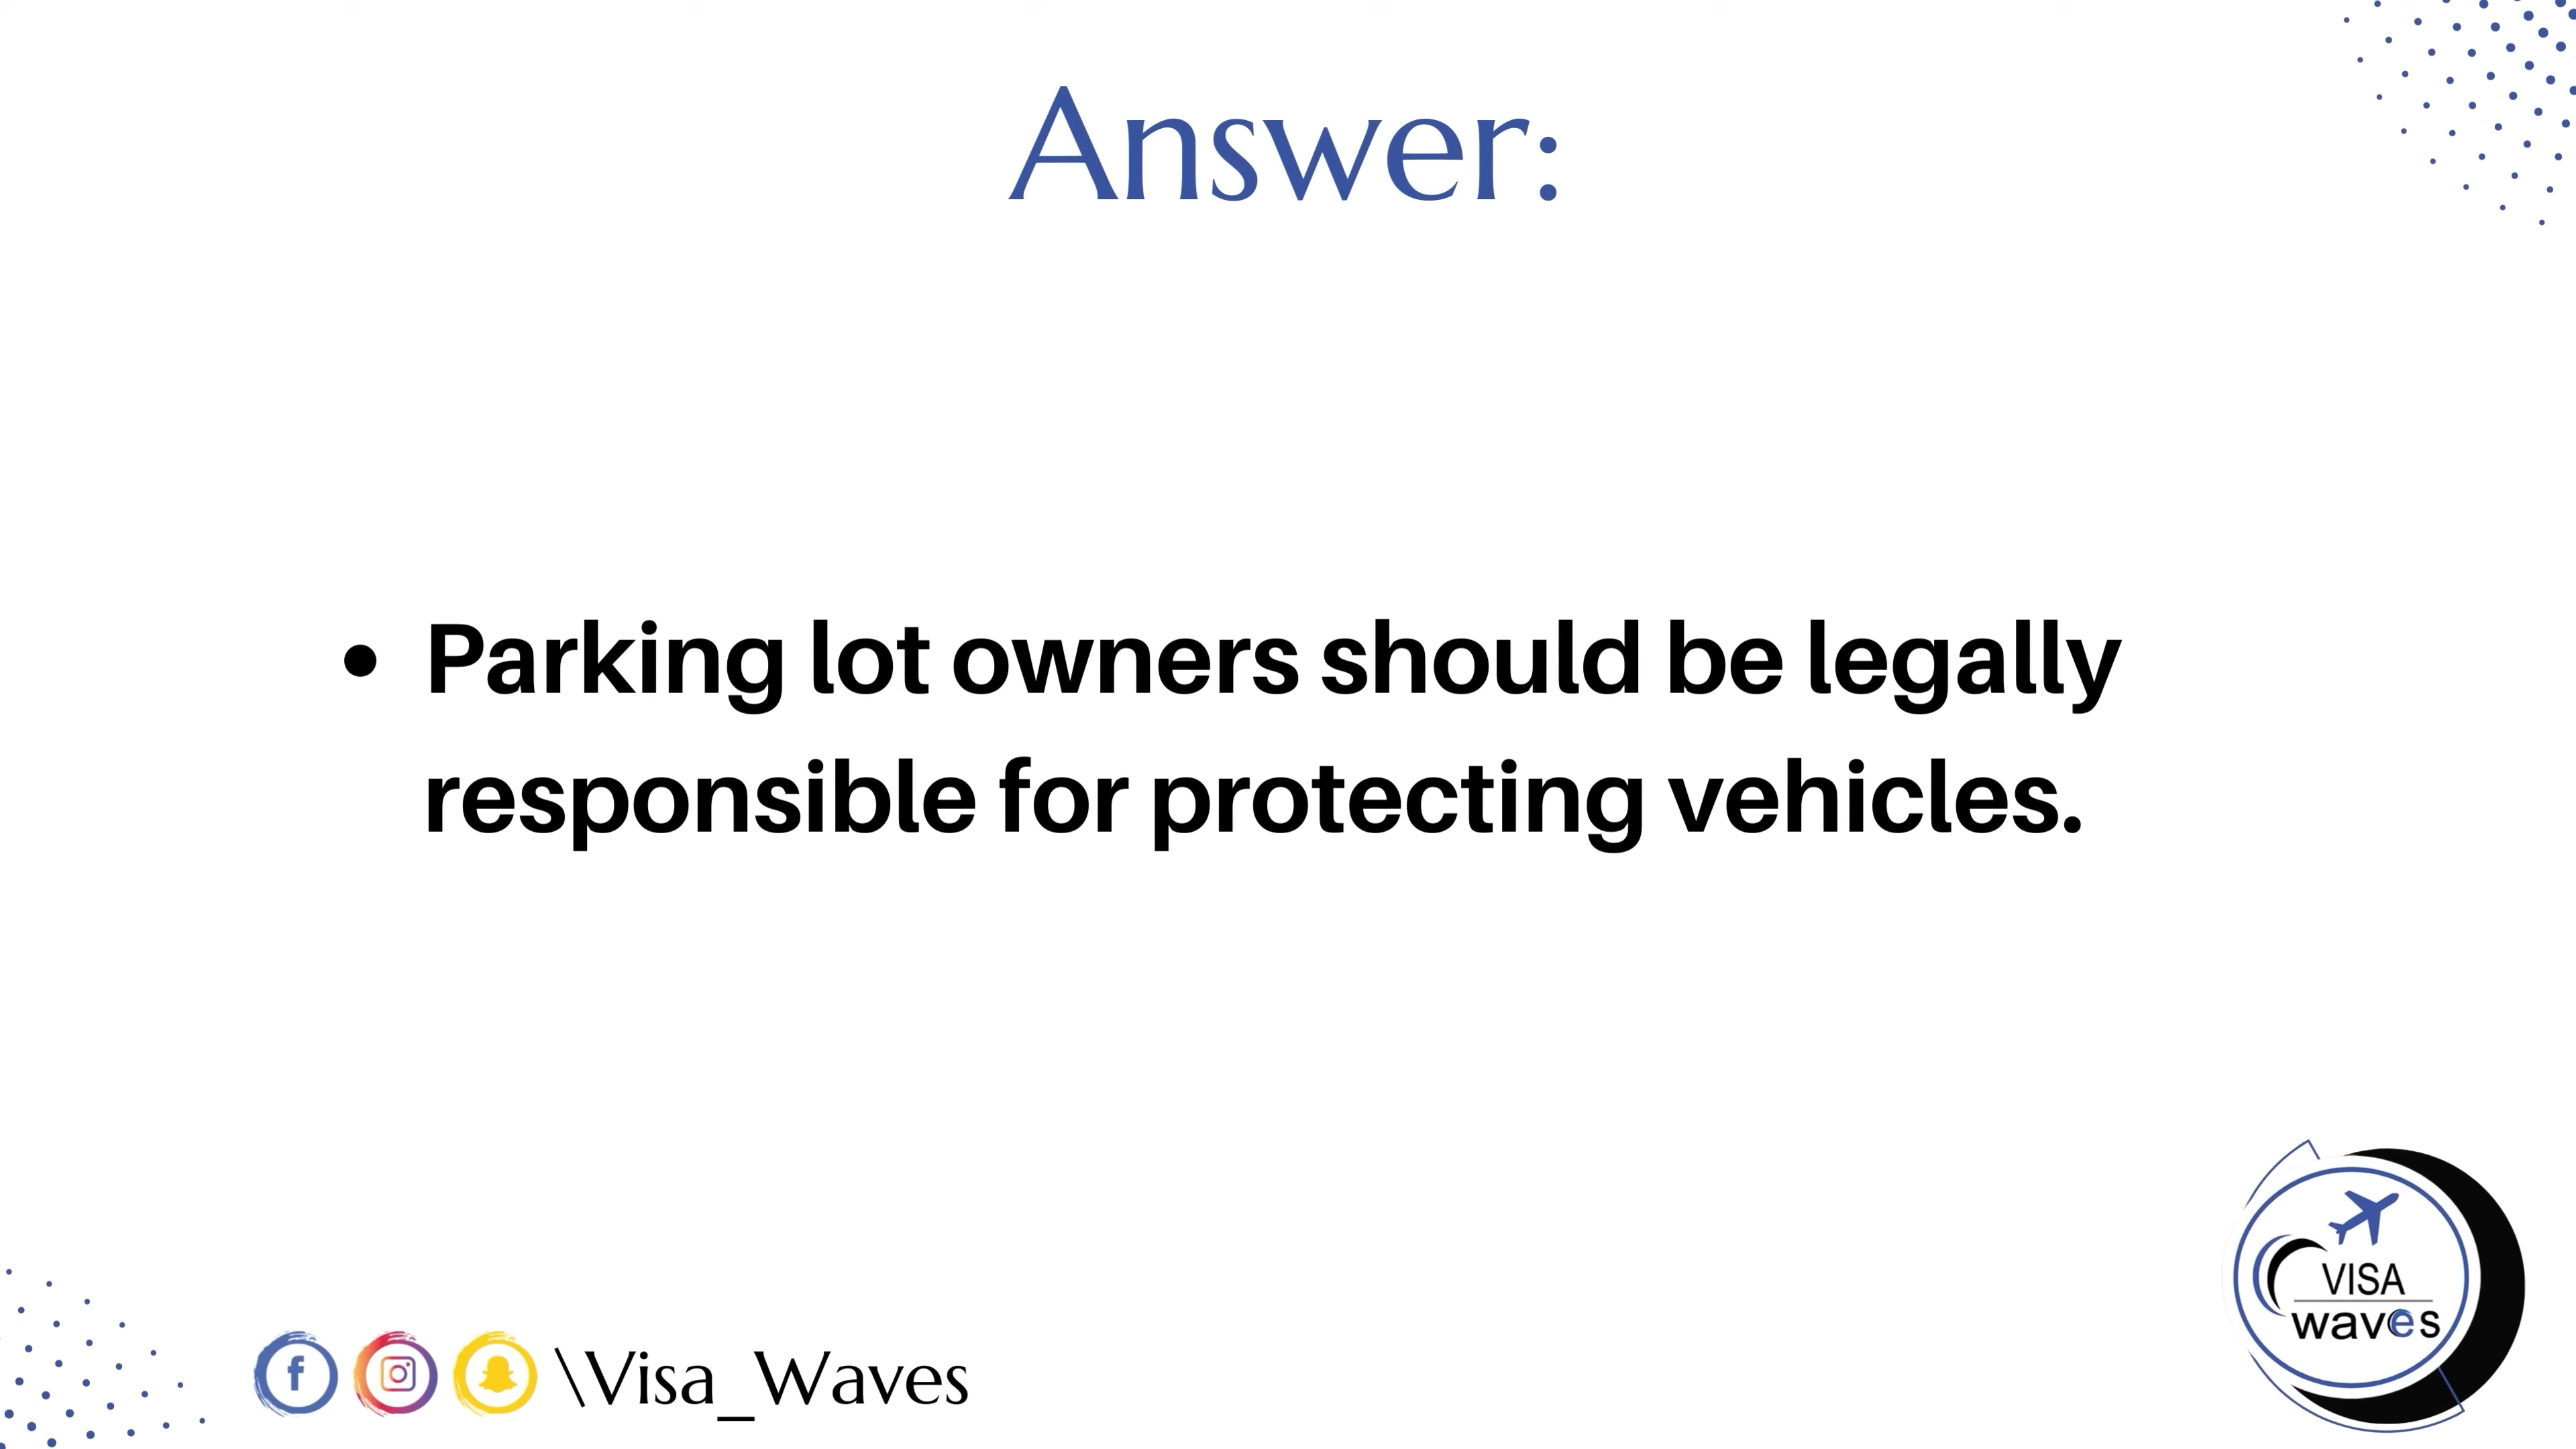 Answer:
• Parking lot owners should be legally
responsible for protecting vehicles.
VISA
waves
\Visa_Waves